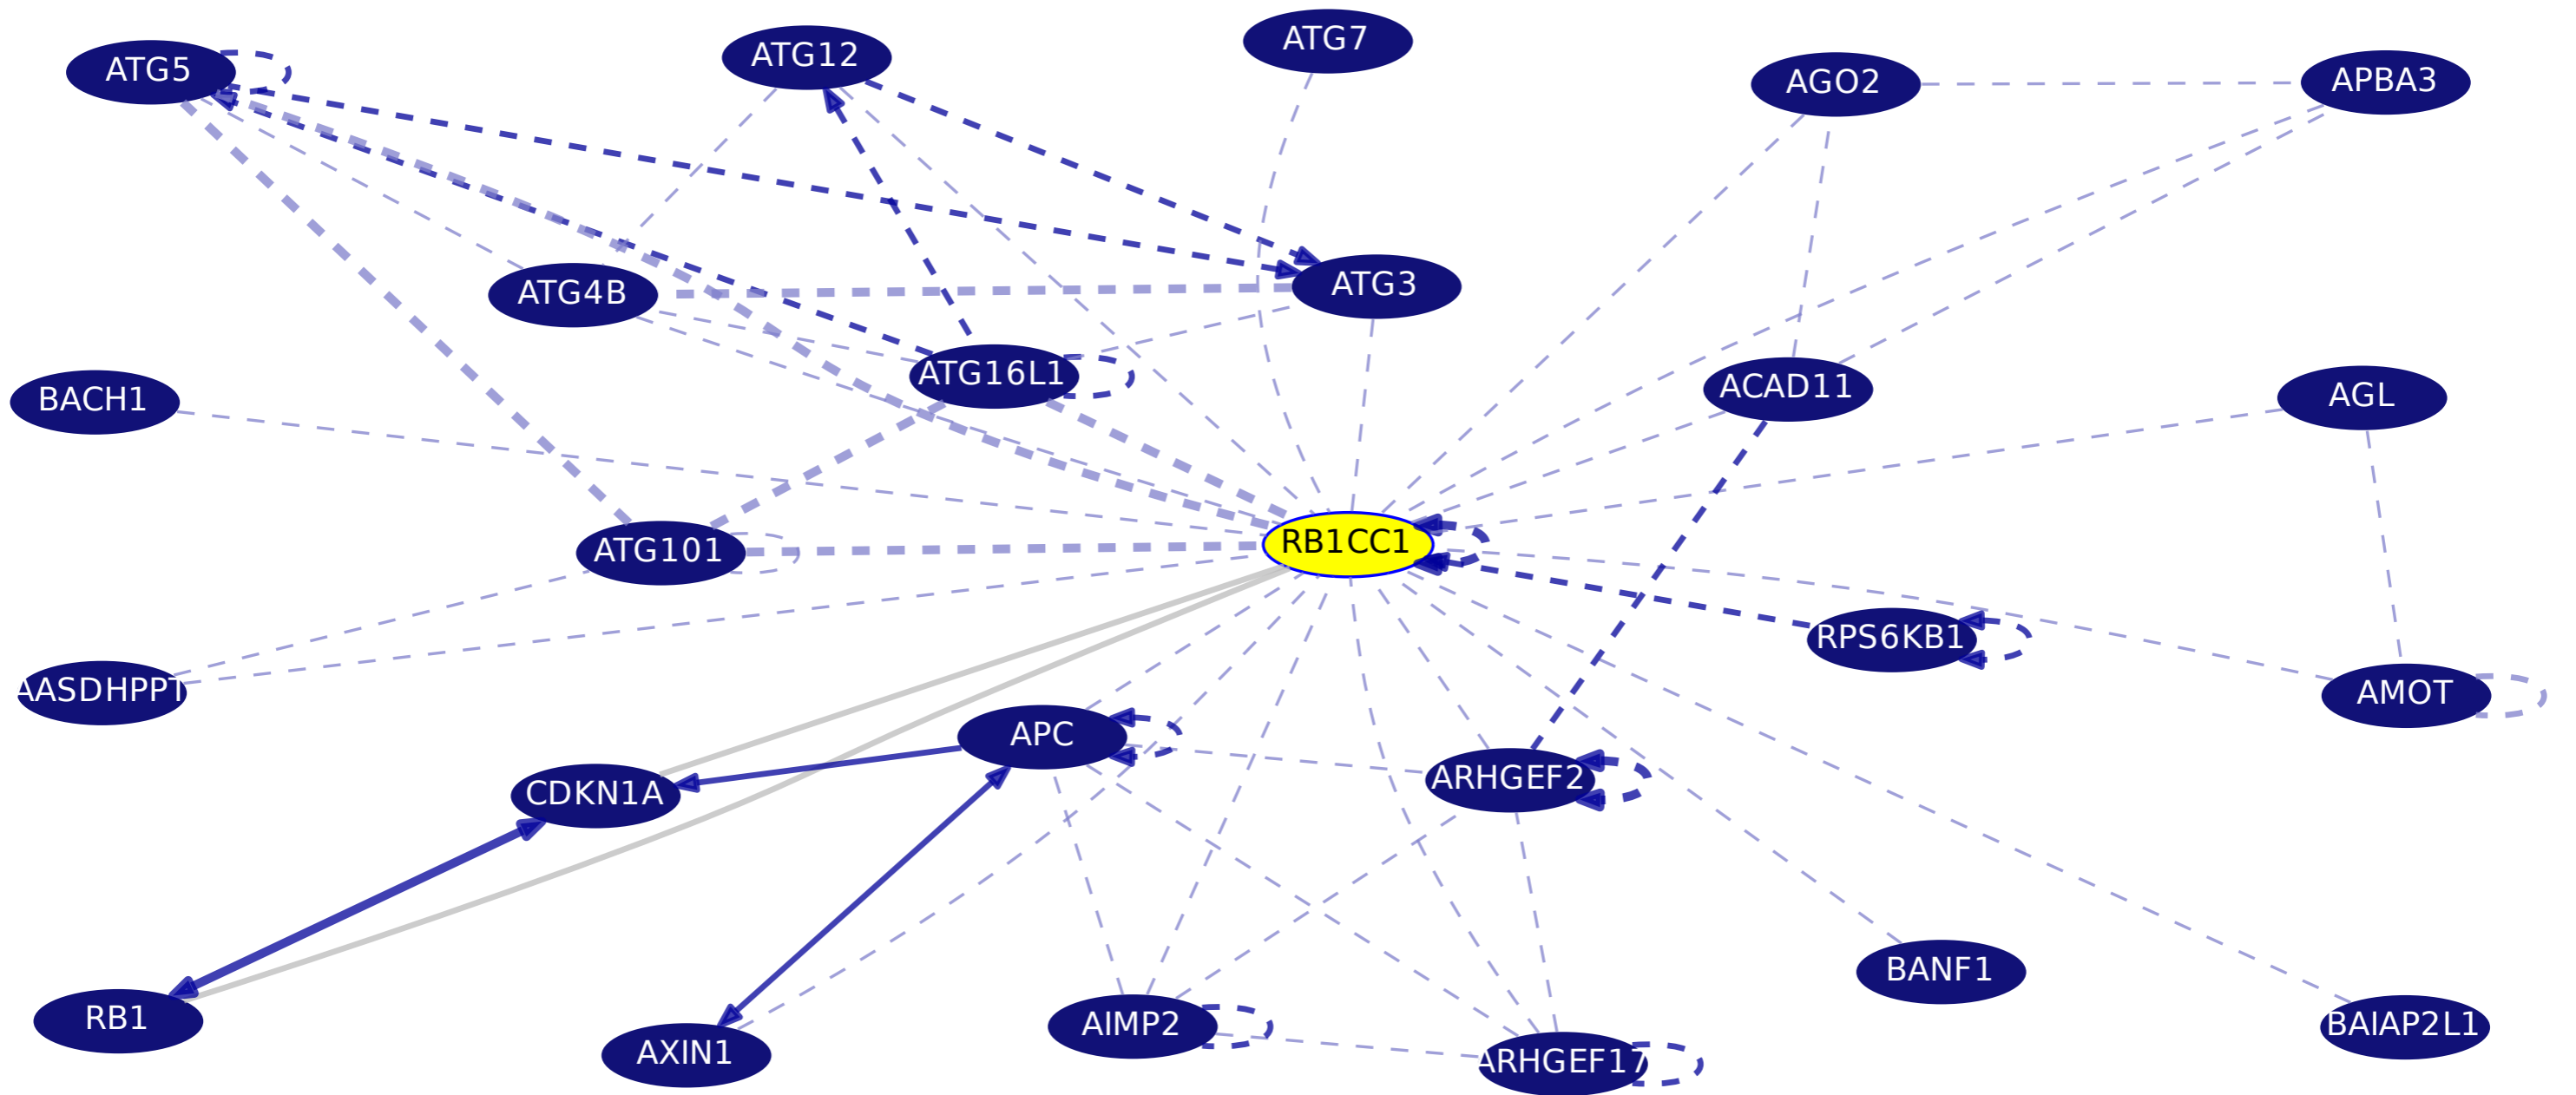 ATG7
ATG12
ATG5
AGO2
APBA3
ATG4B
ATG3
ATG16L1
ACAD11
BACH1
AGL
ATG101
RB1CC1
RPS6KB1
AASDHPPT
AMOT
APC
CDKN1A
ARHGEF2
BANF1
RB1
AXIN1
AIMP2
ARHGEF17
BAIAP2L1